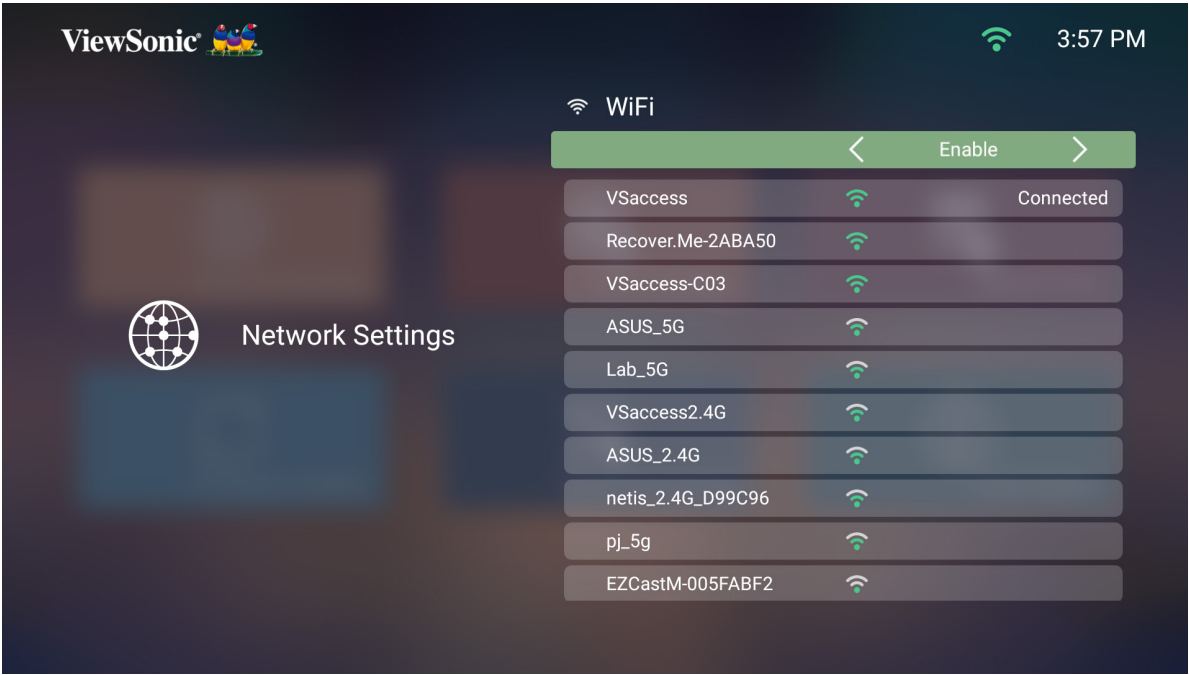 ViewSonic®
3:57 PM
WiFi
Enable
VSaccess Connected
Recover.Me-2ABA50
VSaccess-C03
ASUS_5G
Network Settings
Lab_5G
VSaccess2.4G
ASUS_2.4G
netis_2.4G_D99C96
pj_5g
EZCastM-005FABF2